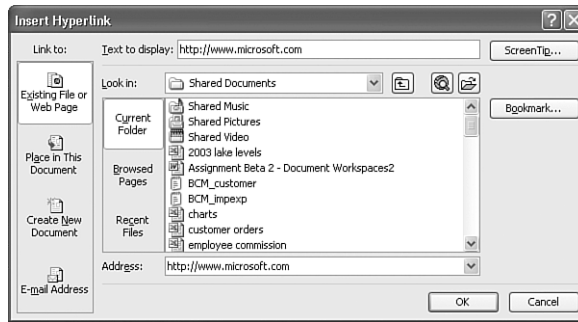 Insert Hyperlink
Link to:
Text to display: http://www.microsoft.com
ScreenTip...
Existing File or
Web Page
Place in This
Document
Create New
Document
E-mail Address
Look in: Shared Documents
Bookmark...
Current
Folder
Browsed
Pages
Recent
Files
Shared Music
Shared Pictures
Shared Video
2003 lake levels
Assignment Beta 2 - Document Workspaces2
BCM_customer
BCM_impexp
charts
customer orders
employee commission
Address: http://www.microsoft.com
OK
Cancel